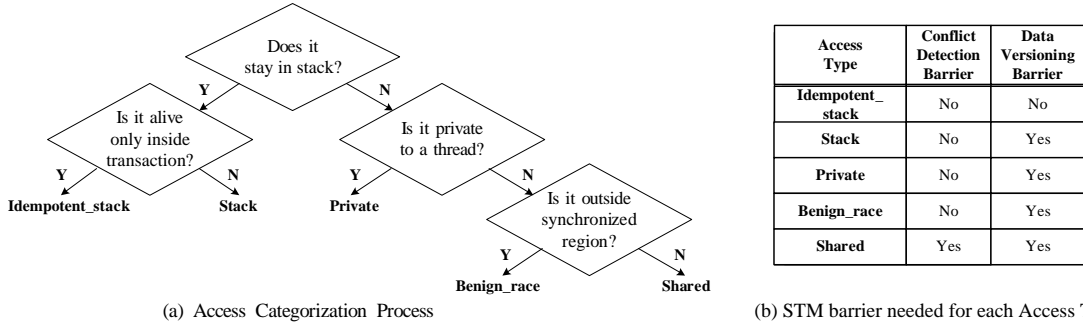 Does it
stay in stack?
Y
N
Is it alive
only inside
transaction?
Is it private
to a thread?
Y
N
Y
N
Idempotent_stack
Stack
Private
Is it outside
synchronized
region?
Y
N
Benign_race
Shared
(a) Access Categorization Process
Access Type
Conflict Detection Barrier
Data Versioning Barrier
Idempotent_stack
No
No
Stack
No
Yes
Private
No
Yes
Benign_race
No
Yes
Shared
Yes
Yes
(b) STM barrier needed for each Access